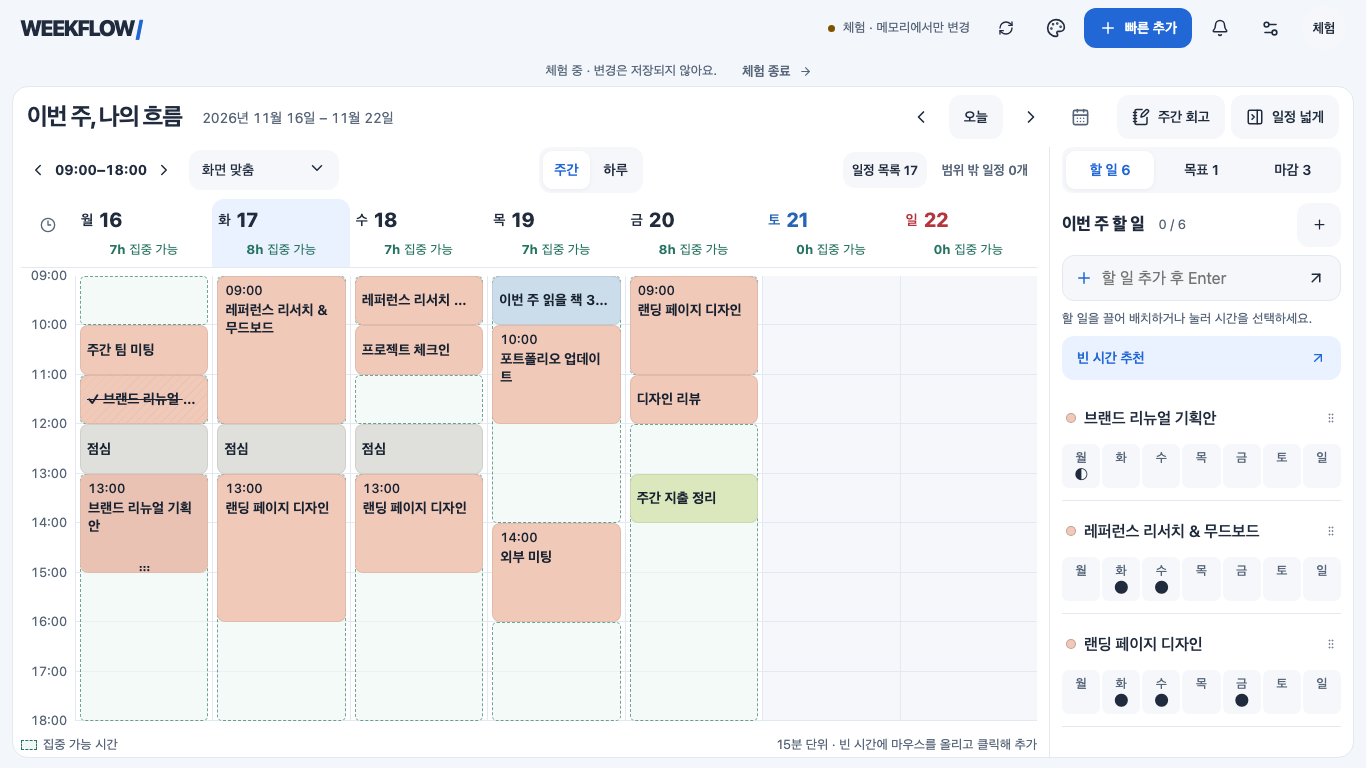 WEEKFLOW/
체험 · 메모리에서만 변경
빠른 추가
체험
체험 중 · 변경은 저장되지 않아요.
체험 종료 →
이번 주, 나의 흐름
2026년 11월 16일 – 11월 22일
오늘
주간 회고
일정 넓게
09:00–18:00
화면 맞춤
주간
하루
일정 목록 17
범위 밖 일정 0개
월 16
화 17
수 18
목 19
금 20
토 21
일 22
7h 집중 가능
8h 집중 가능
7h 집중 가능
7h 집중 가능
8h 집중 가능
0h 집중 가능
0h 집중 가능
09:00
10:00
11:00
12:00
13:00
14:00
15:00
16:00
17:00
18:00
주간 팀 미팅
✓ 브랜드 리뉴얼 ...
점심
13:00
브랜드 리뉴얼 기획
안
09:00
레퍼런스 리서치 &
무드보드
점심
13:00
랜딩 페이지 디자인
레퍼런스 리서치 ...
프로젝트 체크인
점심
13:00
랜딩 페이지 디자인
이번 주 읽을 책 3...
10:00
포트폴리오 업데이
트
14:00
외부 미팅
09:00
랜딩 페이지 디자인
디자인 리뷰
주간 지출 정리
집중 가능 시간
15분 단위 · 빈 시간에 마우스를 올리고 클릭해 추가
할 일 6
목표 1
마감 3
이번 주 할 일
0 / 6
할 일 추가 후 Enter
할 일을 끌어 배치하거나 눌러 시간을 선택하세요.
빈 시간 추천
브랜드 리뉴얼 기획안
월 화 수 목 금 토 일
레퍼런스 리서치 & 무드보드
월 화 수 목 금 토 일
랜딩 페이지 디자인
월 화 수 목 금 토 일